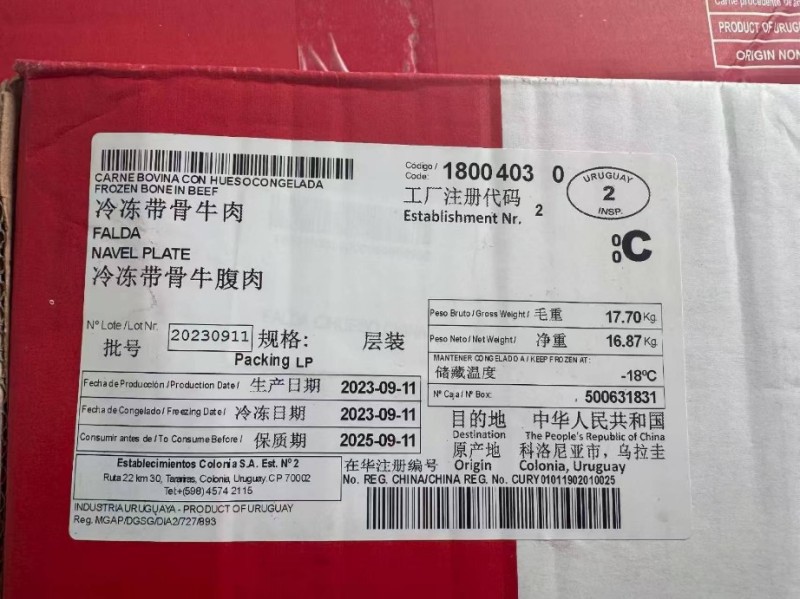 Carne procedente
PRODUCT OF URUG
ORIGIN NON
CARNE BOVINA CON HUESO CONGELADA
FROZEN BONE IN BEEF
冷冻带骨牛肉
FALDA
NAVEL PLATE
冷冻带骨牛腹肉
Código /
Code: 1800403 0
工厂注册代码
Establishment Nr. 2
URUGUAY
2
INSP.
00C
Nº Lote /Lot Nr. 20230911 规格: 层装
批号 Packing LP
Peso Bruto / Gross Weight / 毛重 17.70 Kg.
Peso Neto / Net Weight / 净重 16.87 Kg.
MANTENER CONGELADO A / KEEP FROZEN AT:
储藏温度 -18ºC
Nº Caja / Nº Box: . 500631831
Fecha de Producción /Production Date / 生产日期 2023-09-11
Fecha de Congelado / Freezing Date / 冷冻日期 2023-09-11
Consumir antes de / To Consume Before / 保质期 2025-09-11
目的地 中华人民共和国
Destination The People's Republic of China
原产地 科洛尼亚市，乌拉圭
Origin Colonia, Uruguay
Establecimientos Colonia S.A. Est. Nº 2
Ruta 22 km 30, Tarariras, Colonia, Uruguay. C.P 70002
Tel:+(598) 4574 2115
在华注册编号
No. REG. CHINA/CHINA REG. No. CURY01011902010025
INDUSTRIA URUGUAYA - PRODUCT OF URUGUAY
Reg. MGAP/DGSG/DIA2/727/893